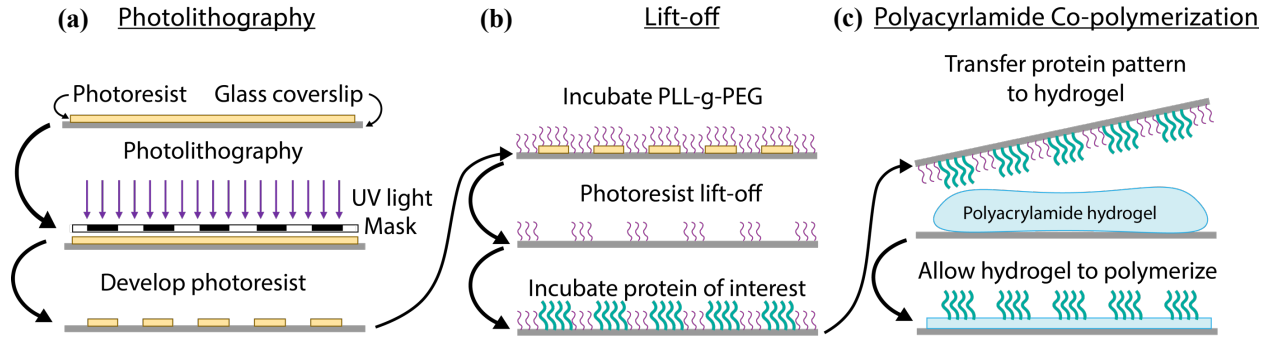 (a) Photolithography
Photoresist Glass coverslip
Photolithography
UV light
Mask
Develop photoresist
(b) Lift-off
Incubate PLL-g-PEG
Photoresist lift-off
Incubate protein of interest
(c) Polyacyrlamide Co-polymerization
Transfer protein pattern
to hydrogel
Polyacrylamide hydrogel
Allow hydrogel to polymerize